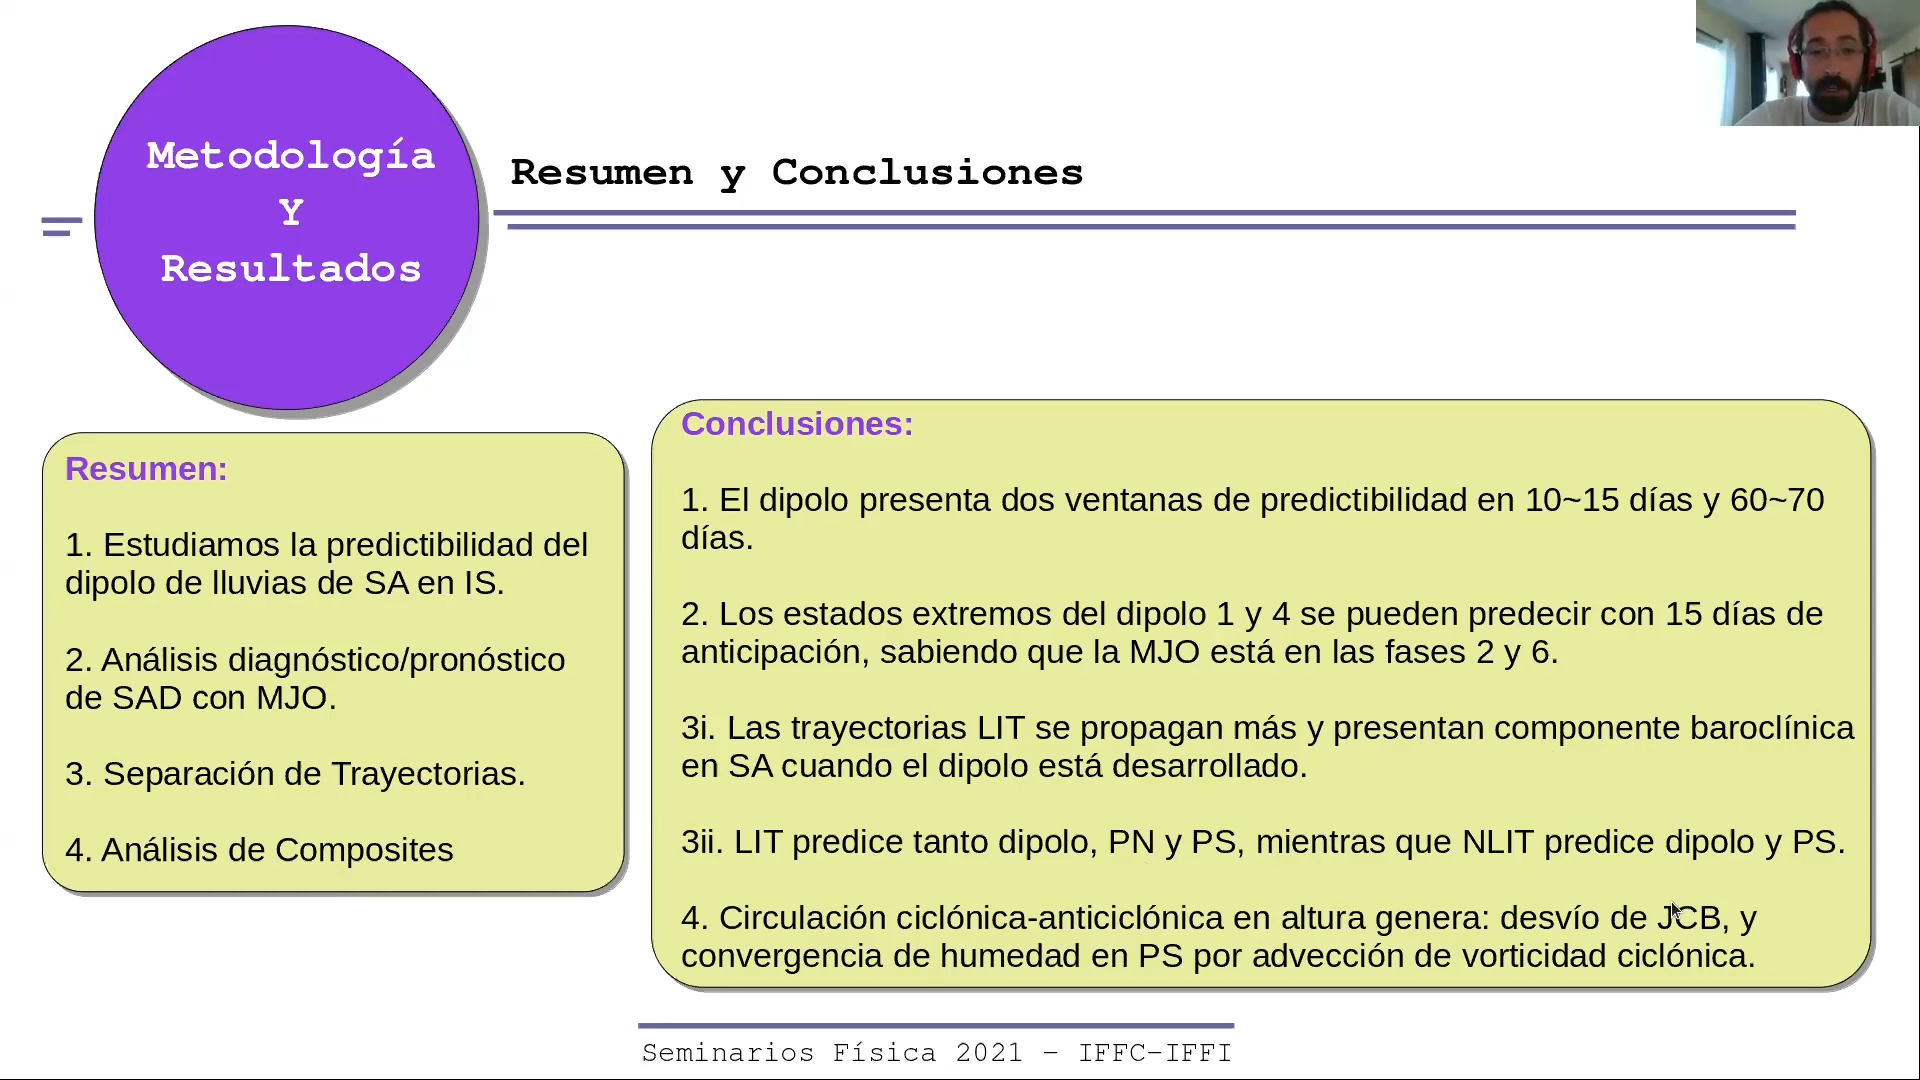 Metodología
Y
Resultados
Resumen y Conclusiones
Resumen:
1. Estudiamos la predictibilidad del
dipolo de lluvias de SA en IS.
2. Análisis diagnóstico/pronóstico
de SAD con MJO.
3. Separación de Trayectorias.
4. Análisis de Composites
Conclusiones:
1. El dipolo presenta dos ventanas de predictibilidad en 10~15 días y 60~70
días.
2. Los estados extremos del dipolo 1 y 4 se pueden predecir con 15 días de
anticipación, sabiendo que la MJO está en las fases 2 y 6.
3i. Las trayectorias LIT se propagan más y presentan componente baroclínica
en SA cuando el dipolo está desarrollado.
3ii. LIT predice tanto dipolo, PN y PS, mientras que NLIT predice dipolo y PS.
4. Circulación ciclónica-anticiclónica en altura genera: desvío de JCB, y
convergencia de humedad en PS por advección de vorticidad ciclónica.
Seminarios Física 2021 - IFFC-IFFI